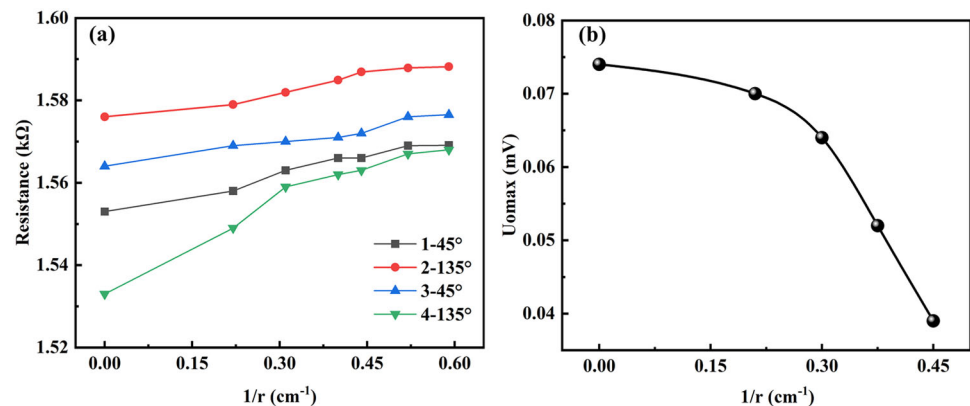 (a)
1.60
1.58
1.56
1.54
1.52
Resistance (kΩ)
1-45°
2-135°
3-45°
4-135°
0.00 0.15 0.30 0.45 0.60
1/r (cm⁻¹)
(b)
0.08
0.07
0.06
0.05
0.04
Uomax (mV)
0.00 0.15 0.30 0.45
1/r (cm⁻¹)